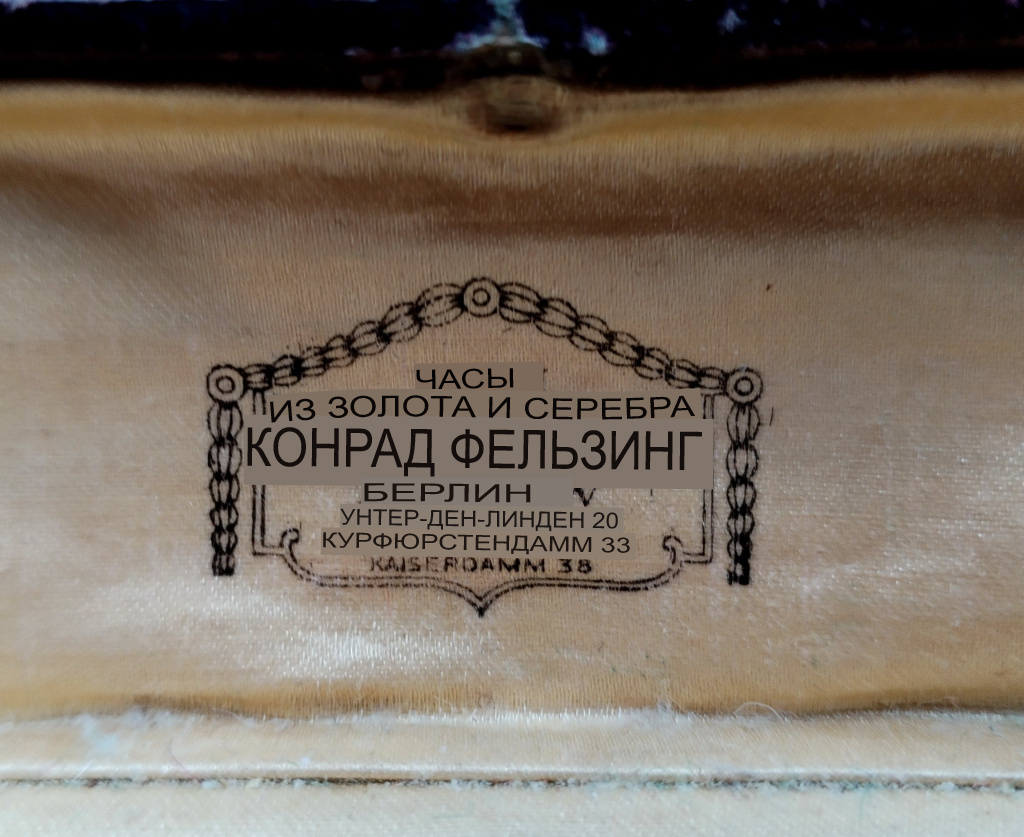 ЧАСЫ
ИЗ ЗОЛОТА И СЕРЕБРА
КОНРАД ФЕЛЬЗИНГ
БЕРЛИН
УНТЕР-ДЕН-ЛИНДЕН 20
КУРФЮРСТЕНДАММ 33
KAISERDAMM 38